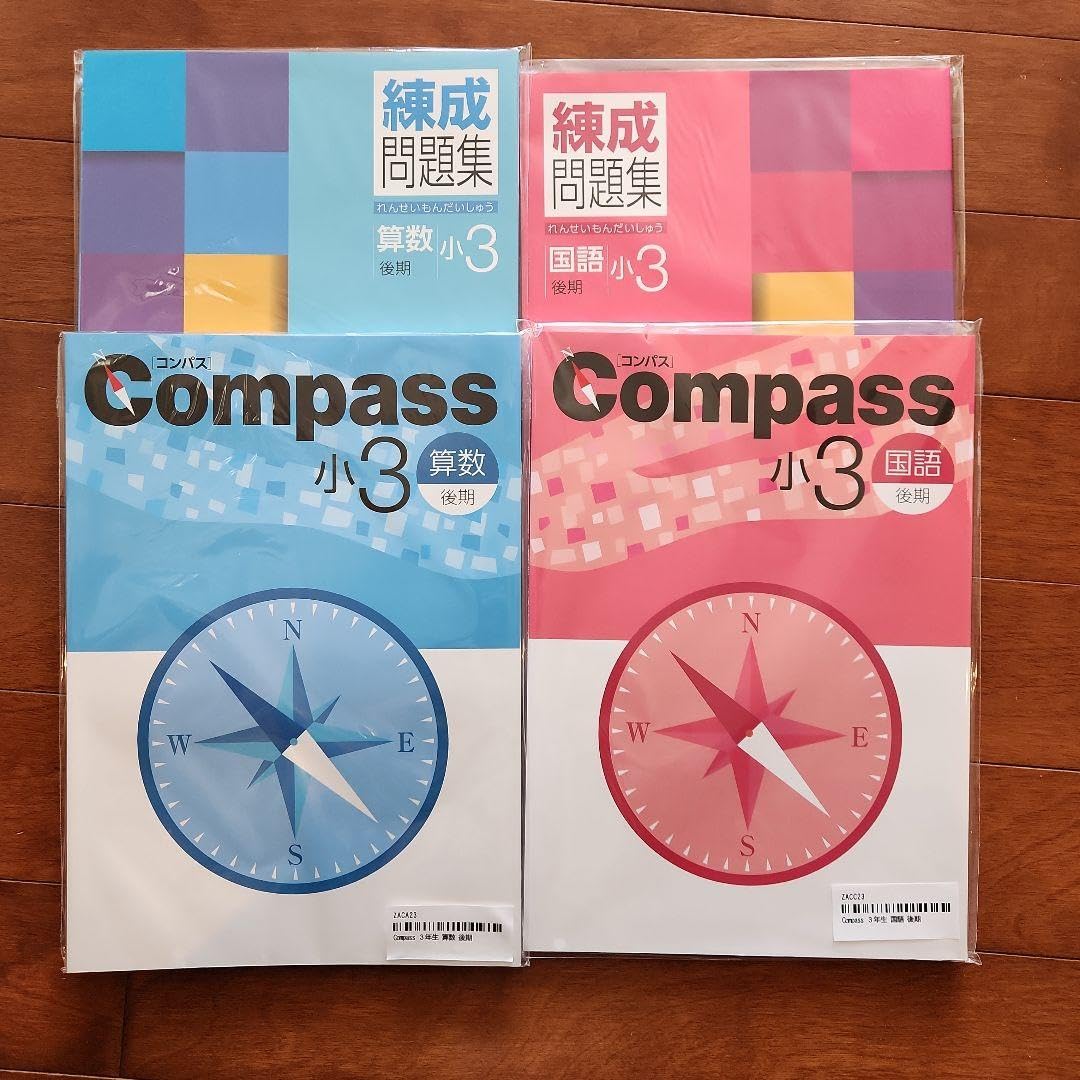 練成
問題集
れんせいもんだいしゅう
算数
後期
小3
練成
問題集
れんせいもんだいしゅう
国語
後期
小3
[コンパス]
Compass
小3
算数
後期
N
W
E
S
ZACA23
Compass 3年生 算数 後期
[コンパス]
Compass
小3
国語
後期
N
W
E
S
ZACC23
Compass 3年生 国語 後期